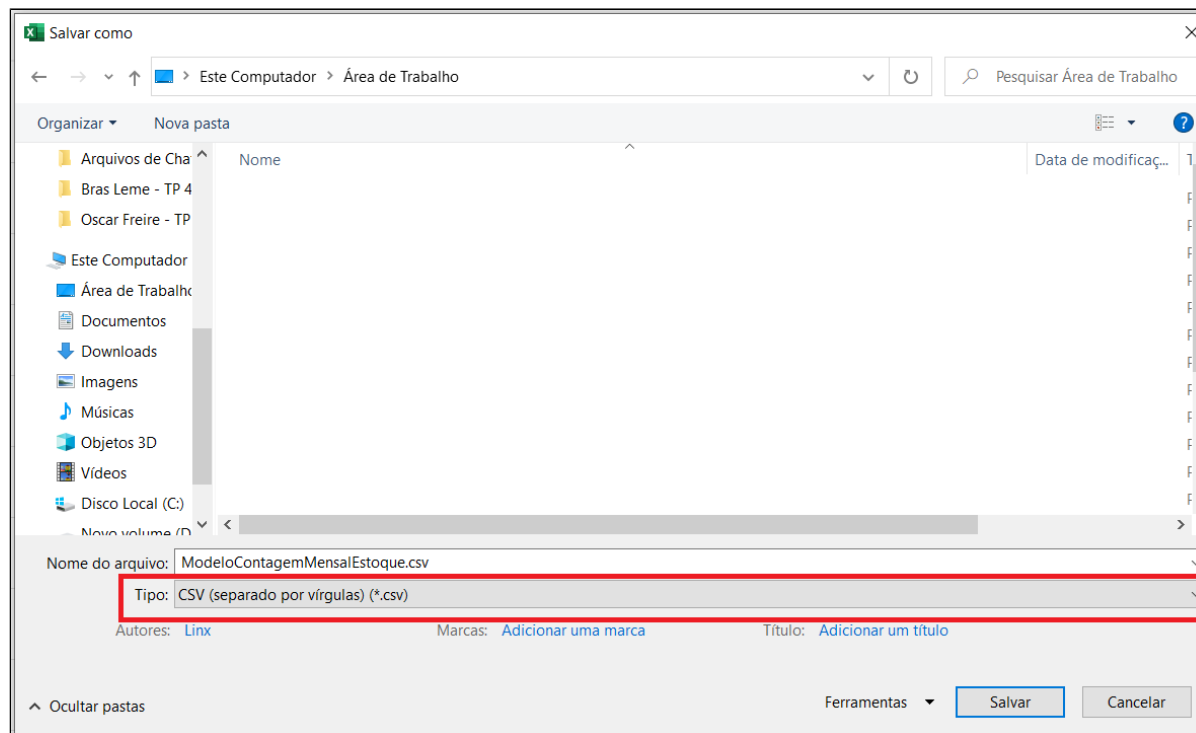 Salvar como
Este Computador > Área de Trabalho
Pesquisar Área de Trabalho
Organizar
Nova pasta
?
Arquivos de Cha
Bras Leme - TP 4
Oscar Freire - TP
Este Computador
Área de Trabalho
Documentos
Downloads
Imagens
Músicas
Objetos 3D
Vídeos
Disco Local (C:)
Novo volume (D
Nome
Data de modificaç...
Nome do arquivo: ModeloContagemMensalEstoque.csv
Tipo: CSV (separado por vírgulas) (*.csv)
Autores: Linx
Marcas: Adicionar uma marca
Título: Adicionar um título
Ocultar pastas
Ferramentas
Salvar
Cancelar